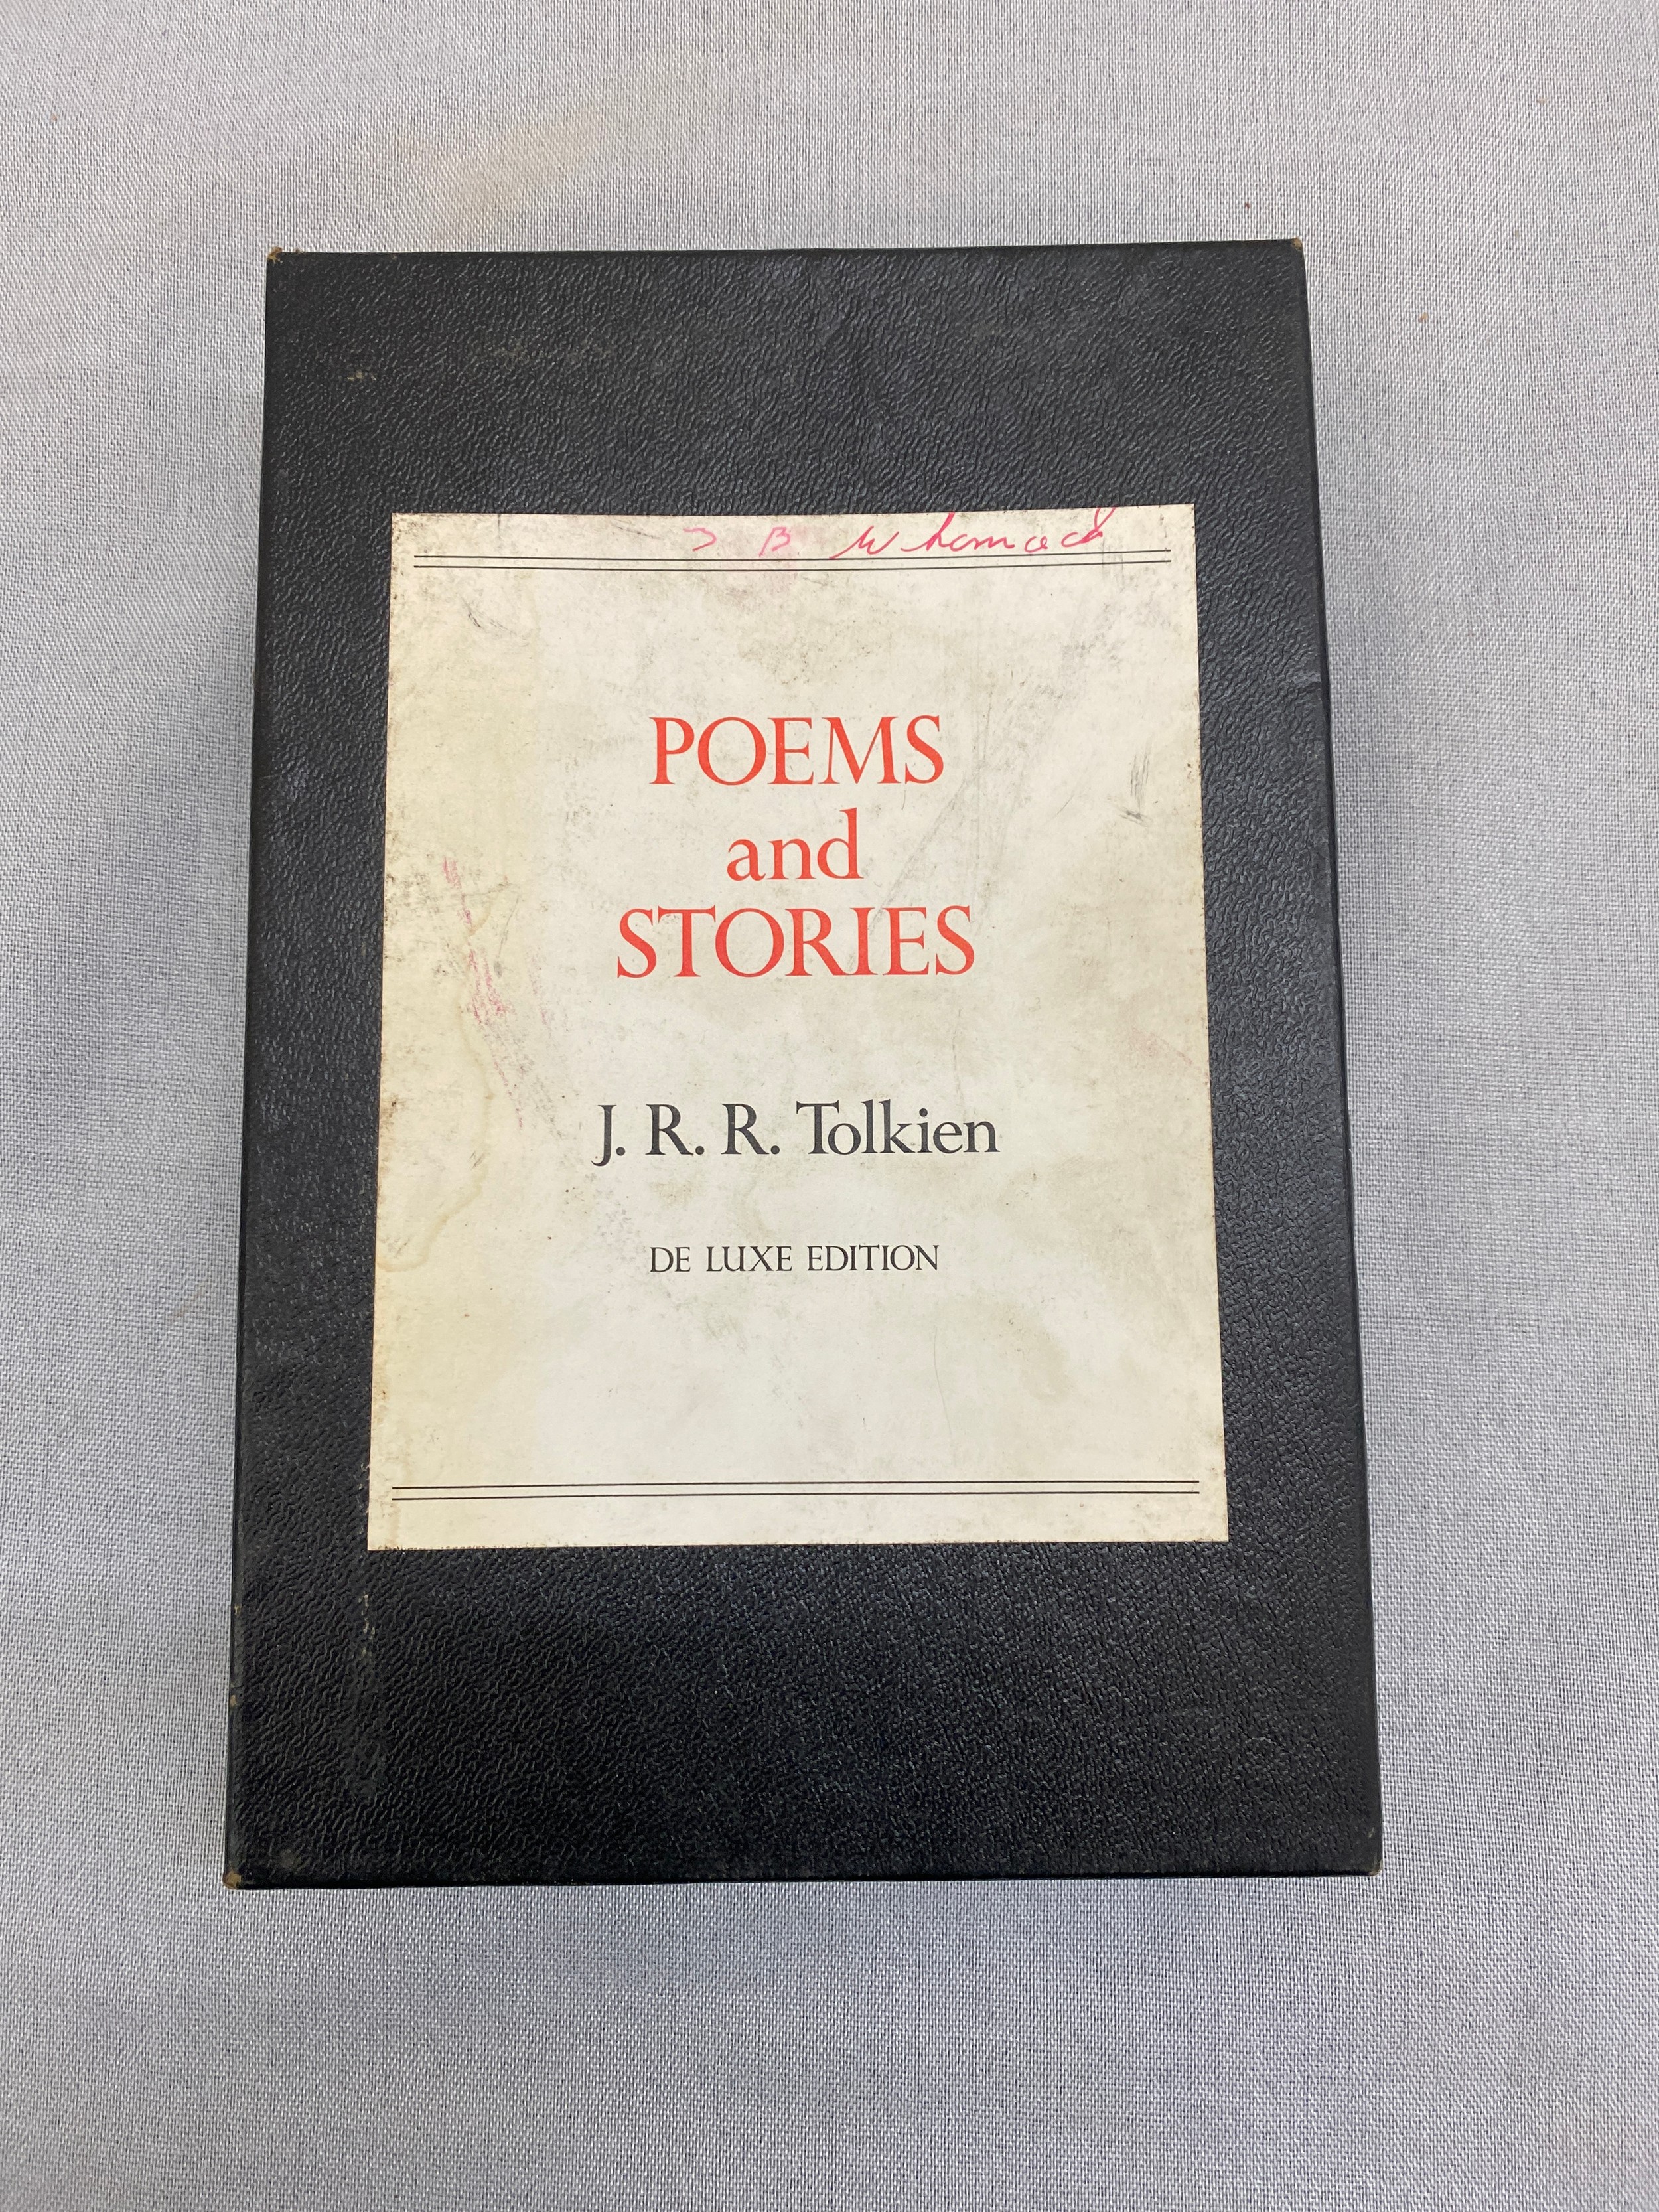 POEMS
and
STORIES
J. R. R. Tolkien
DE LUXE EDITION